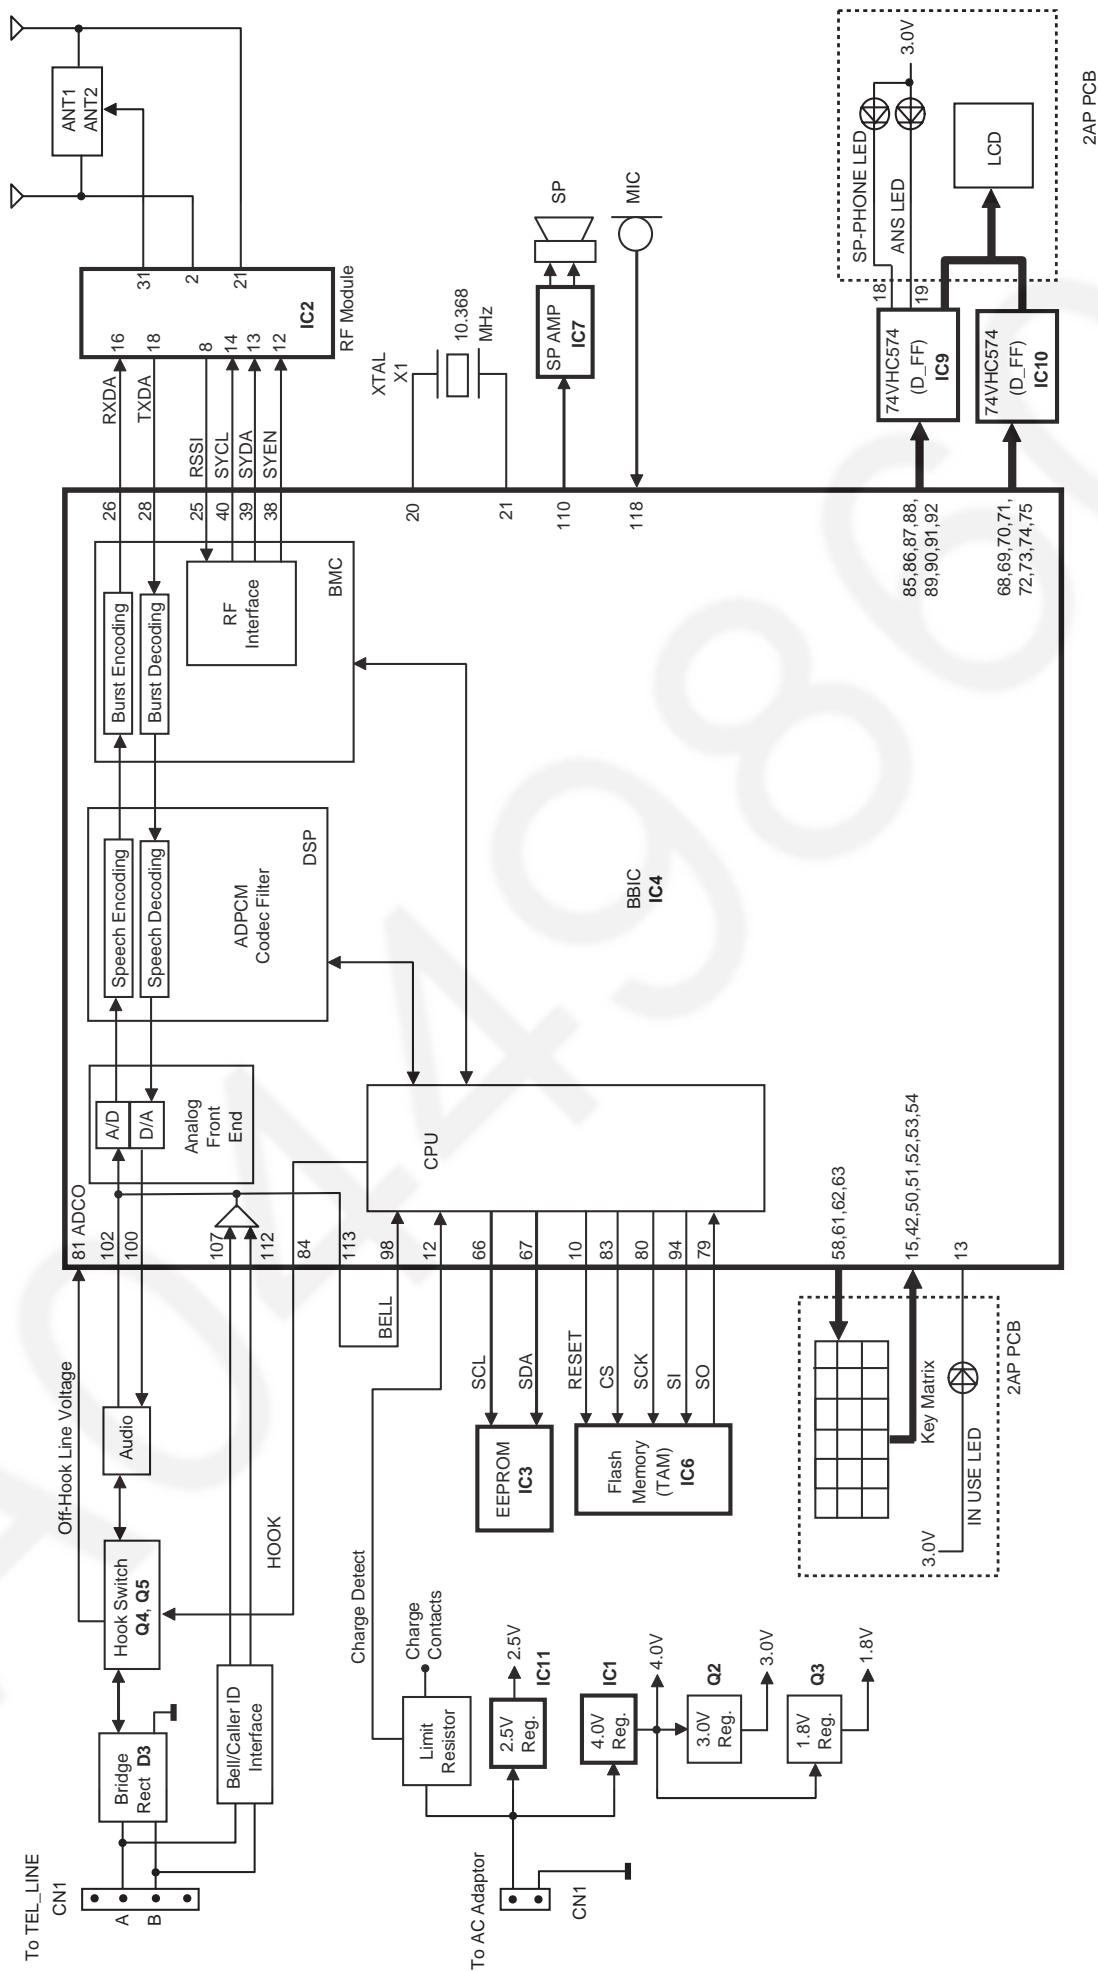 To TEL_LINE
CN1
A
B
Bridge
Rect D3
Bell/Caller ID
Interface
Hook Switch
Q4, Q5
Audio
Off-Hook Line Voltage
HOOK
81 ADCO
102
100
107
112
84
113
98
12
66
67
10
83
80
94
79
BELL
Charge Detect
SCL
SDA
RESET
CS
SCK
SI
SO
EEPROM
IC3
Flash
Memory
(TAM)
IC6
A/D
D/A
Analog
Front
End
Speech Encoding
Speech Decoding
ADPCM
Codec Filter
DSP
Burst Encoding
Burst Decoding
RF
Interface
BMC
CPU
BBIC
IC4
26
28
25
40
39
38
RXDA
TXDA
RSSI
SYCL
SYDA
SYEN
16
18
8
14
13
12
31
2
21
IC2
RF Module
ANT1
ANT2
20
21
XTAL
X1
10.368
MHz
110
SP AMP
IC7
SP
118
MIC
To AC Adaptor
CN1
Limit
Resistor
Charge
Contacts
2.5V
Reg.
IC11
2.5V
4.0V
Reg.
IC1
4.0V
3.0V
Reg.
Q2
3.0V
1.8V
Reg.
Q3
1.8V
58,61,62,63
15,42,50,51,52,53,54
13
Key Matrix
3.0V
IN USE LED
2AP PCB
85,86,87,88,
89,90,91,92
68,69,70,71,
72,73,74,75
74VHC574
(D_FF)
IC9
74VHC574
(D_FF)
IC10
18
19
SP-PHONE LED
ANS LED
3.0V
LCD
2AP PCB